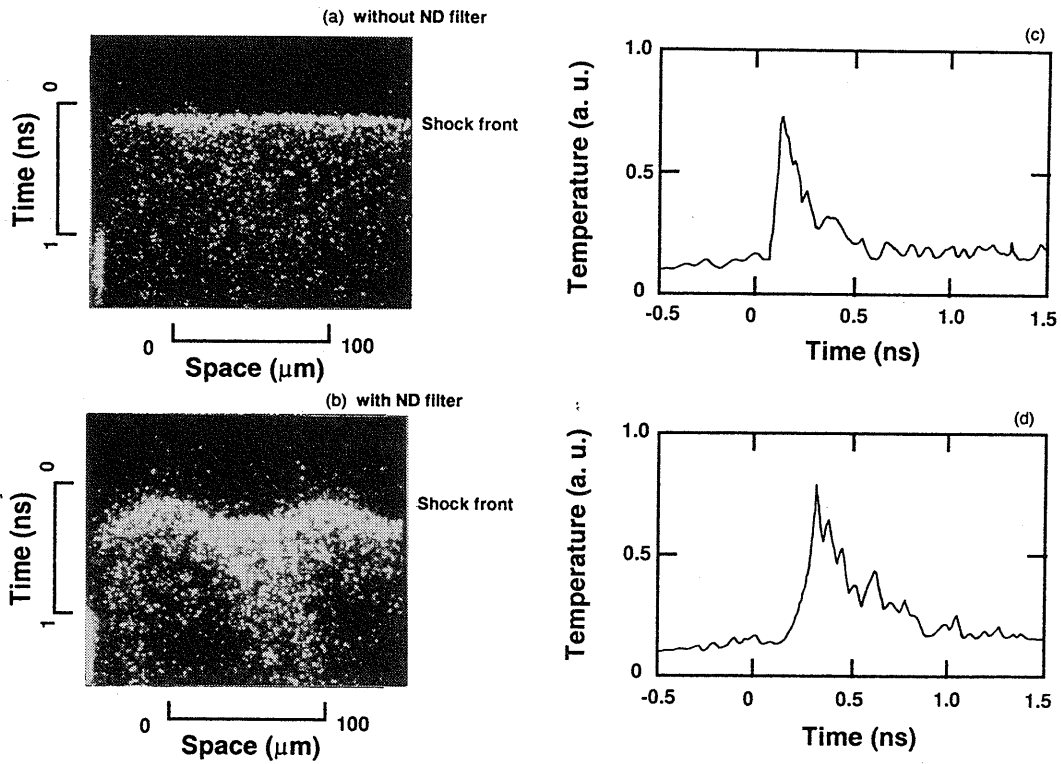 (a) without ND filter
Time (ns)
0
1
Shock front
0
100
Space (μm)
(b) with ND filter
Time (ns)
0
1
Shock front
0
100
Space (μm)
(c)
Temperature (a. u.)
1.0
0.5
0
-0.5
0
0.5
1.0
1.5
Time (ns)
(d)
Temperature (a. u.)
1.0
0.5
0
-0.5
0
0.5
1.0
1.5
Time (ns)